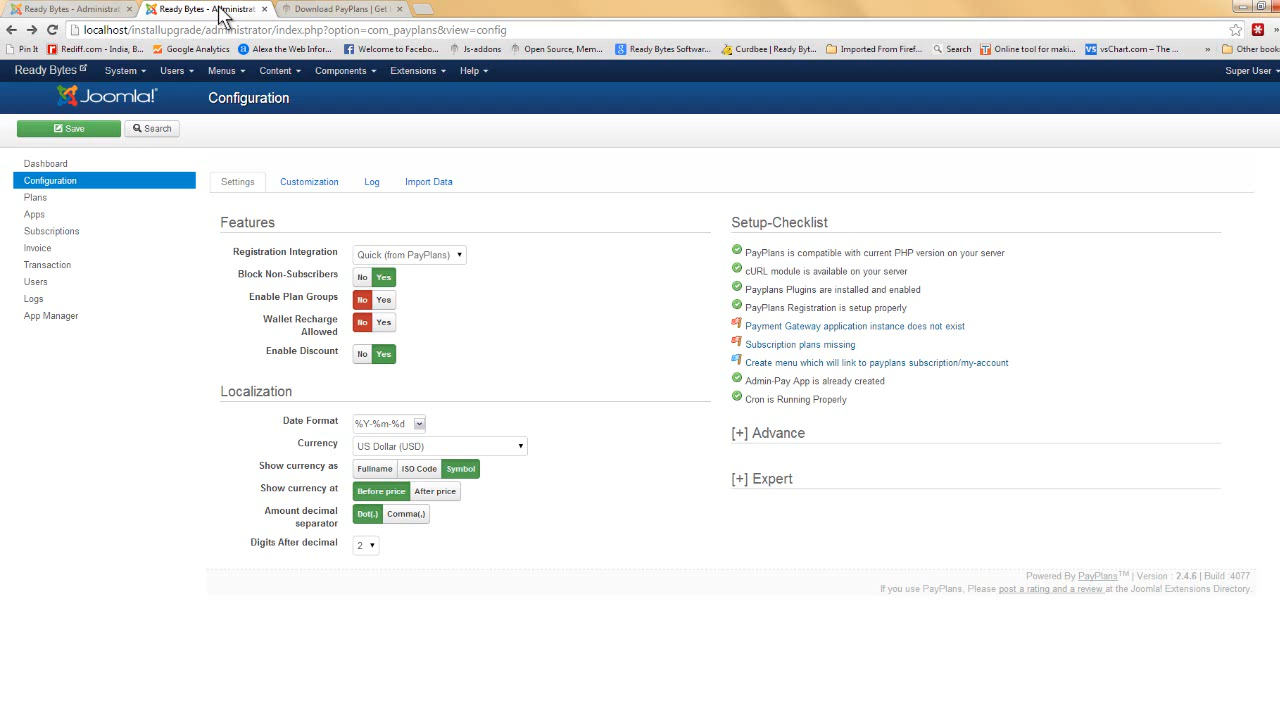 Ready Bytes - Administrat
Ready Bytes - Administrat
Download PayPlans | Get I
localhost/installupgrade/administrator/index.php?option=com_payplans&view=config
Pin It
Rediff.com - India, B...
Google Analytics
Alexa the Web Infor...
Welcome to Facebo...
Js-addons
Open Source, Mem...
Ready Bytes Softwar...
Curdbee | Ready Byt...
Imported From Firef...
Search
Online tool for maki...
vsChart.com – The ...
»
Other book
Ready Bytes
System
Users
Menus
Content
Components
Extensions
Help
Super User
Joomla!
Configuration
Save
Search
Dashboard
Configuration
Plans
Apps
Subscriptions
Invoice
Transaction
Users
Logs
App Manager
Settings
Customization
Log
Import Data
Features
Registration Integration
Quick (from PayPlans)
Block Non-Subscribers
No Yes
Enable Plan Groups
No Yes
Wallet Recharge
Allowed
No Yes
Enable Discount
No Yes
Localization
Date Format
%Y-%m-%d
Currency
US Dollar (USD)
Show currency as
Fullname ISO Code Symbol
Show currency at
Before price After price
Amount decimal
separator
Dot(.) Comma(,)
Digits After decimal
2
Setup-Checklist
PayPlans is compatible with current PHP version on your server
cURL module is available on your server
Payplans Plugins are installed and enabled
PayPlans Registration is setup properly
Payment Gateway application instance does not exist
Subscription plans missing
Create menu which will link to payplans subscription/my-account
Admin-Pay App is already created
Cron is Running Properly
[+] Advance
[+] Expert
Powered By PayPlans™ | Version : 2.4.6 | Build :4077
If you use PayPlans, Please post a rating and a review at the Joomla! Extensions Directory.